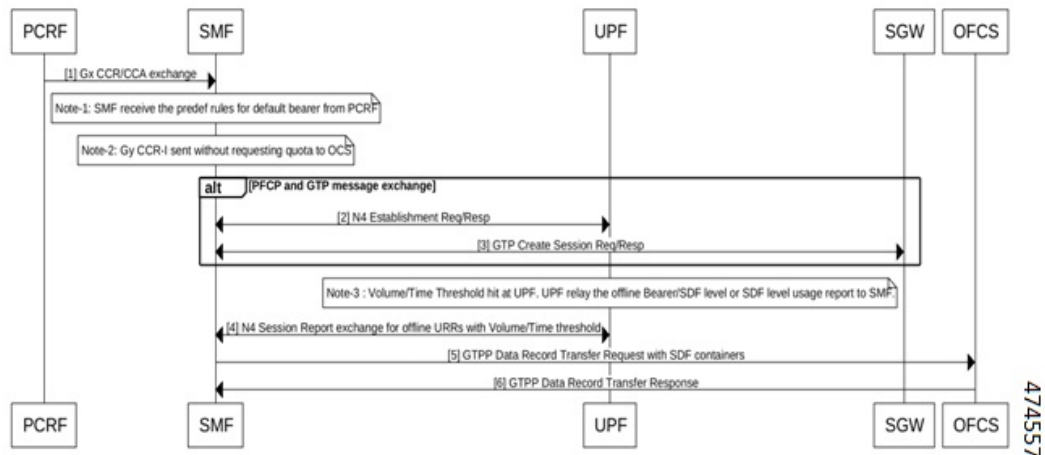 PCRF SMF UPF SGW OFCS
[1] Gx CCR/CCA exchange
Note-1: SMF receive the predef rules for default bearer from PCRF
Note-2: Gy CCR-I sent without requesting quota to OCS
alt [PFCP and GTP message exchange]
[2] N4 Establishment Req/Resp
[3] GTP Create Session Req/Resp
Note-3 : Volume/Time Threshold hit at UPF. UPF relay the offline Bearer/SDF level or SDF level usage report to SMF.
[4] N4 Session Report exchange for offline URRs with Volume/Time threshold
[5] GTPP Data Record Transfer Request with SDF containers
[6] GTPP Data Record Transfer Response
PCRF SMF UPF SGW OFCS
474557